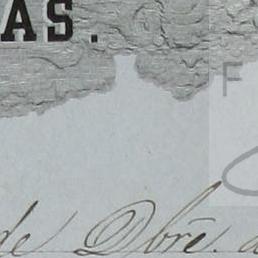 AS.
F
de Dbre. d